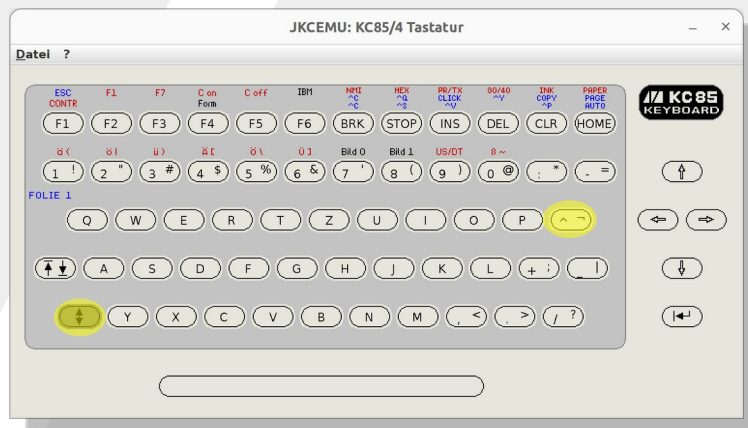 JKCEMU: KC85/4 Tastatur
Datei ?
ESC F1 F7 C on C off IBM NMI HEX PR/TX 80/40 INK PAPER
CONTR Form ^C ^Q CLICK ^Y COPY PAGE
^C ^S ^V ^P AUTO
F1 F2 F3 F4 F5 F6 BRK STOP INS DEL CLR HOME
KC 85
KEYBOARD
ä { ö | ü } Ä [ Ö \ Ü ] Bild 0 Bild 1 US/DT ß ~
1 ! 2 " 3 # 4 $ 5 % 6 & 7 ' 8 ( 9 ) 0 @ : * - =
FOLIE 1
Q W E R T Z U I O P ^ ¬
A S D F G H J K L + ; _ |
Y X C V B N M , < . > / ?